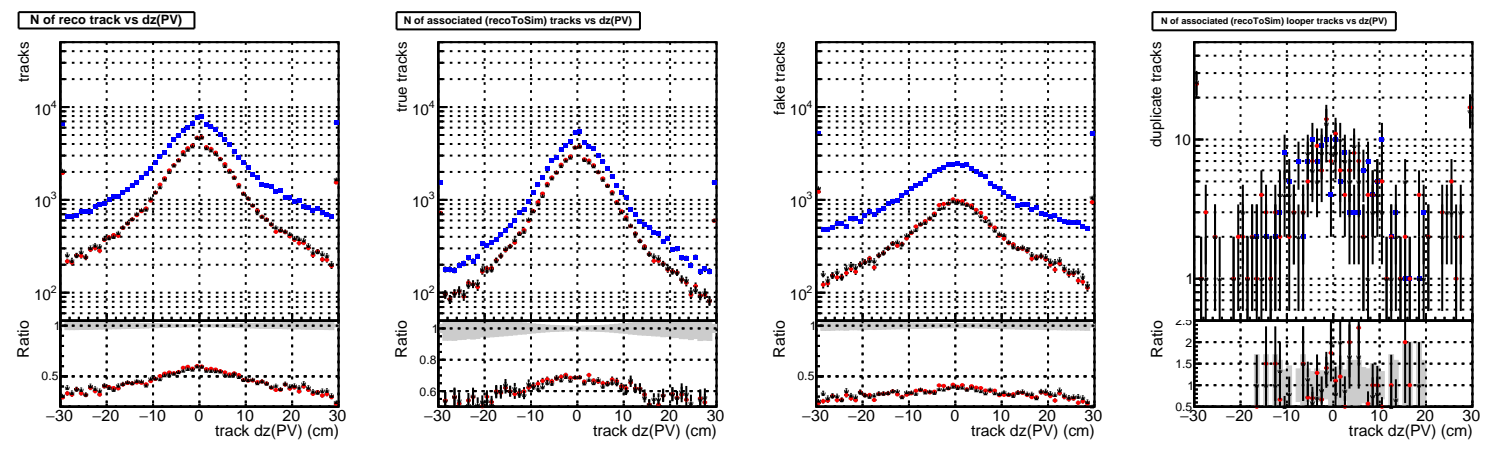 N of reco track vs dz(PV)
tracks
10⁴
10³
10²
Ratio
1
0.5
−30 −20 −10 0 10 20 30
track dz(PV) (cm)
N of associated (recoToSim) tracks vs dz(PV)
true tracks
10⁴
10³
10²
Ratio
1
0.8
0.6
−30 −20 −10 0 10 20 30
track dz(PV) (cm)
fake tracks
10⁴
10³
10²
Ratio
1
0.5
−30 −20 −10 0 10 20 30
track dz(PV) (cm)
N of associated (recoToSim) looper tracks vs dz(PV)
duplicate tracks
10
1
Ratio
2.5
2
1.5
1
0.5
−30 −20 −10 0 10 20 30
track dz(PV) (cm)